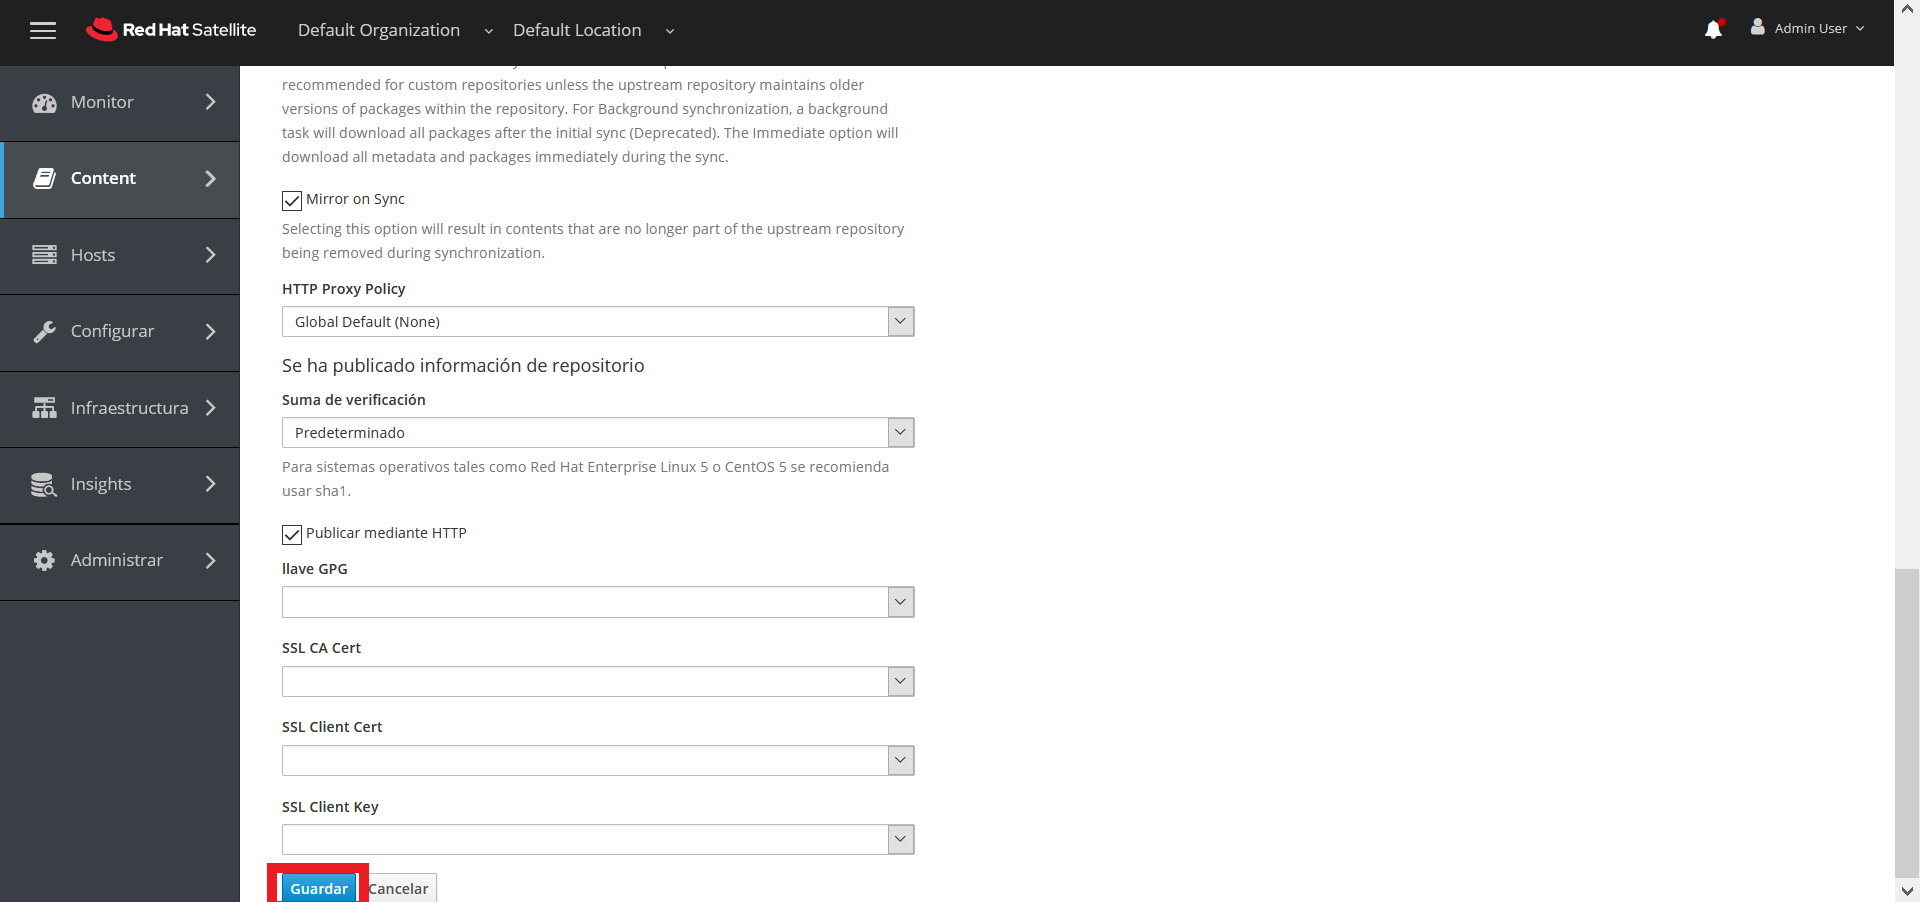 Red Hat Satellite
Default Organization
Default Location
Admin User
Monitor
Content
Hosts
Configurar
Infraestructura
Insights
Administrar
recommended for custom repositories unless the upstream repository maintains older
versions of packages within the repository. For Background synchronization, a background
task will download all packages after the initial sync (Deprecated). The Immediate option will
download all metadata and packages immediately during the sync.
Mirror on Sync
Selecting this option will result in contents that are no longer part of the upstream repository
being removed during synchronization.
HTTP Proxy Policy
Global Default (None)
Se ha publicado información de repositorio
Suma de verificación
Predeterminado
Para sistemas operativos tales como Red Hat Enterprise Linux 5 o CentOS 5 se recomienda
usar sha1.
Publicar mediante HTTP
llave GPG
SSL CA Cert
SSL Client Cert
SSL Client Key
Guardar
Cancelar